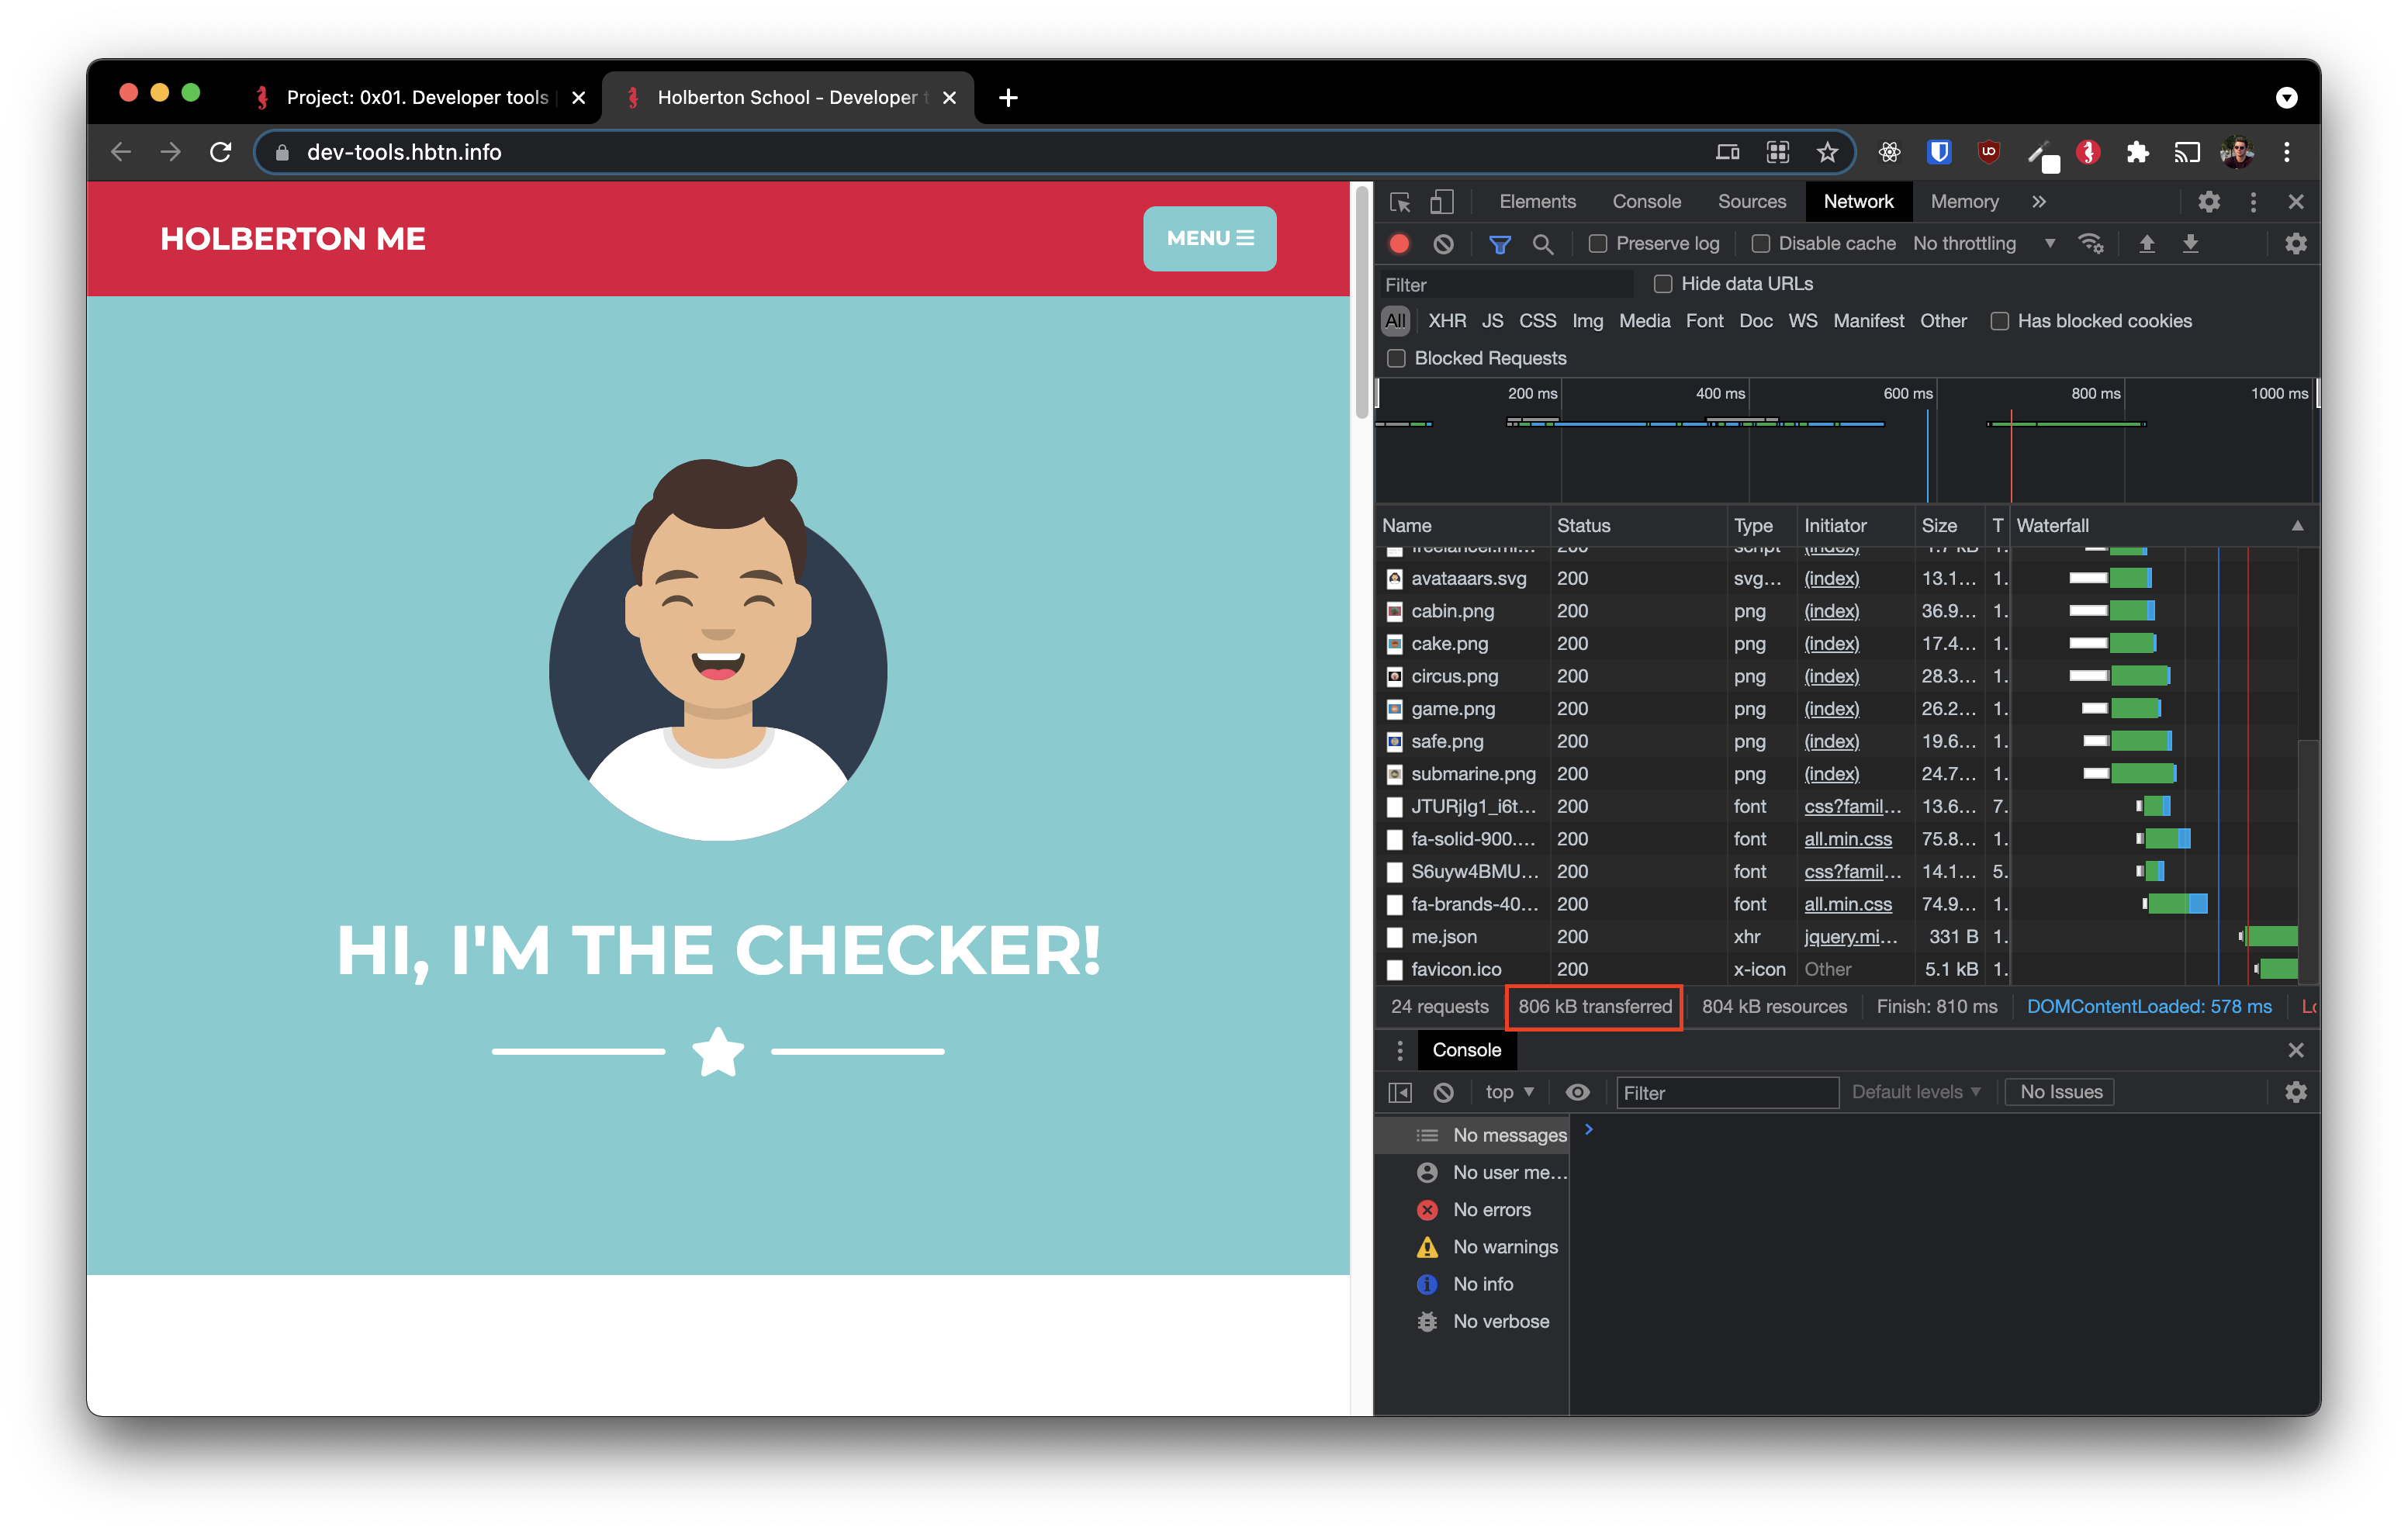 Project: 0x01. Developer tools
Holberton School - Developer t
dev-tools.hbtn.info
HOLBERTON ME
MENU
HI, I'M THE CHECKER!
Elements Console Sources Network Memory
Preserve log Disable cache No throttling
Filter Hide data URLs
All XHR JS CSS Img Media Font Doc WS Manifest Other Has blocked cookies
Blocked Requests
200 ms 400 ms 600 ms 800 ms 1000 ms
Name Status Type Initiator Size T Waterfall
freelancer.mi... 200 script (index) 1.7 kB 1.
avataaars.svg 200 svg... (index) 13.1... 1.
cabin.png 200 png (index) 36.9... 1.
cake.png 200 png (index) 17.4... 1.
circus.png 200 png (index) 28.3... 1.
game.png 200 png (index) 26.2... 1.
safe.png 200 png (index) 19.6... 1.
submarine.png 200 png (index) 24.7... 1.
JTURjIg1_i6t... 200 font css?famil... 13.6... 7.
fa-solid-900.... 200 font all.min.css 75.8... 1.
S6uyw4BMU... 200 font css?famil... 14.1... 5.
fa-brands-40... 200 font all.min.css 74.9... 1.
me.json 200 xhr jquery.mi... 331 B 1.
favicon.ico 200 x-icon Other 5.1 kB 1.
24 requests 806 kB transferred 804 kB resources Finish: 810 ms DOMContentLoaded: 578 ms Lo
Console
top Filter Default levels No Issues
No messages
No user me...
No errors
No warnings
No info
No verbose